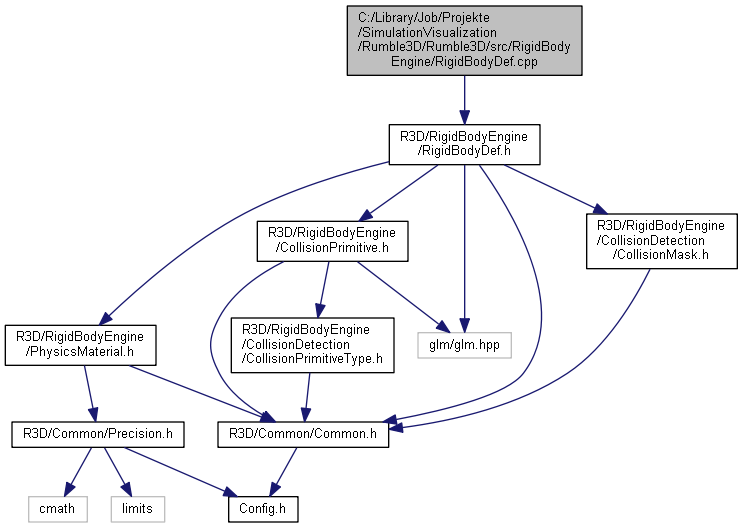 C:/Library/Job/Projekte
/SimulationVisualization
/Rumble3D/Rumble3D/src/RigidBody
Engine/RigidBodyDef.cpp
R3D/RigidBodyEngine
/RigidBodyDef.h
R3D/RigidBodyEngine
/CollisionPrimitive.h
R3D/RigidBodyEngine
/CollisionDetection
/CollisionMask.h
R3D/RigidBodyEngine
/PhysicsMaterial.h
R3D/RigidBodyEngine
/CollisionDetection
/CollisionPrimitiveType.h
glm/glm.hpp
R3D/Common/Precision.h
R3D/Common/Common.h
cmath
limits
Config.h